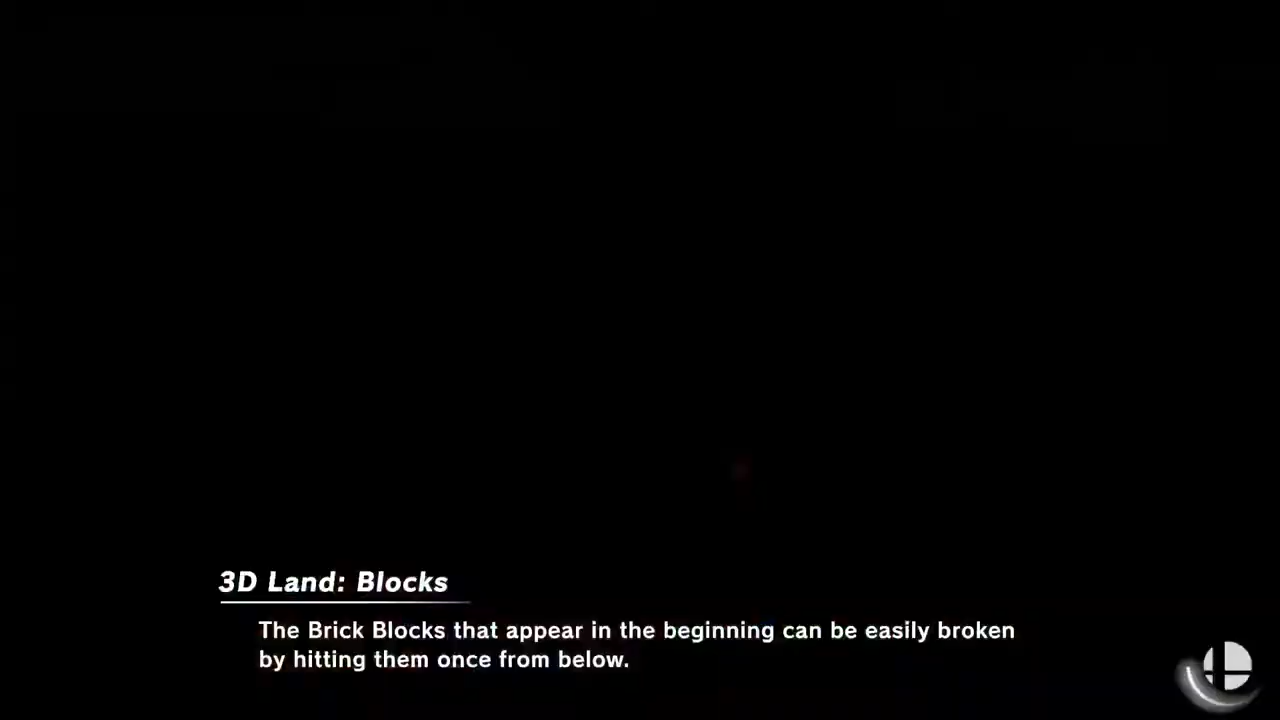 3D Land: Blocks
The Brick Blocks that appear in the beginning can be easily broken
by hitting them once from below.